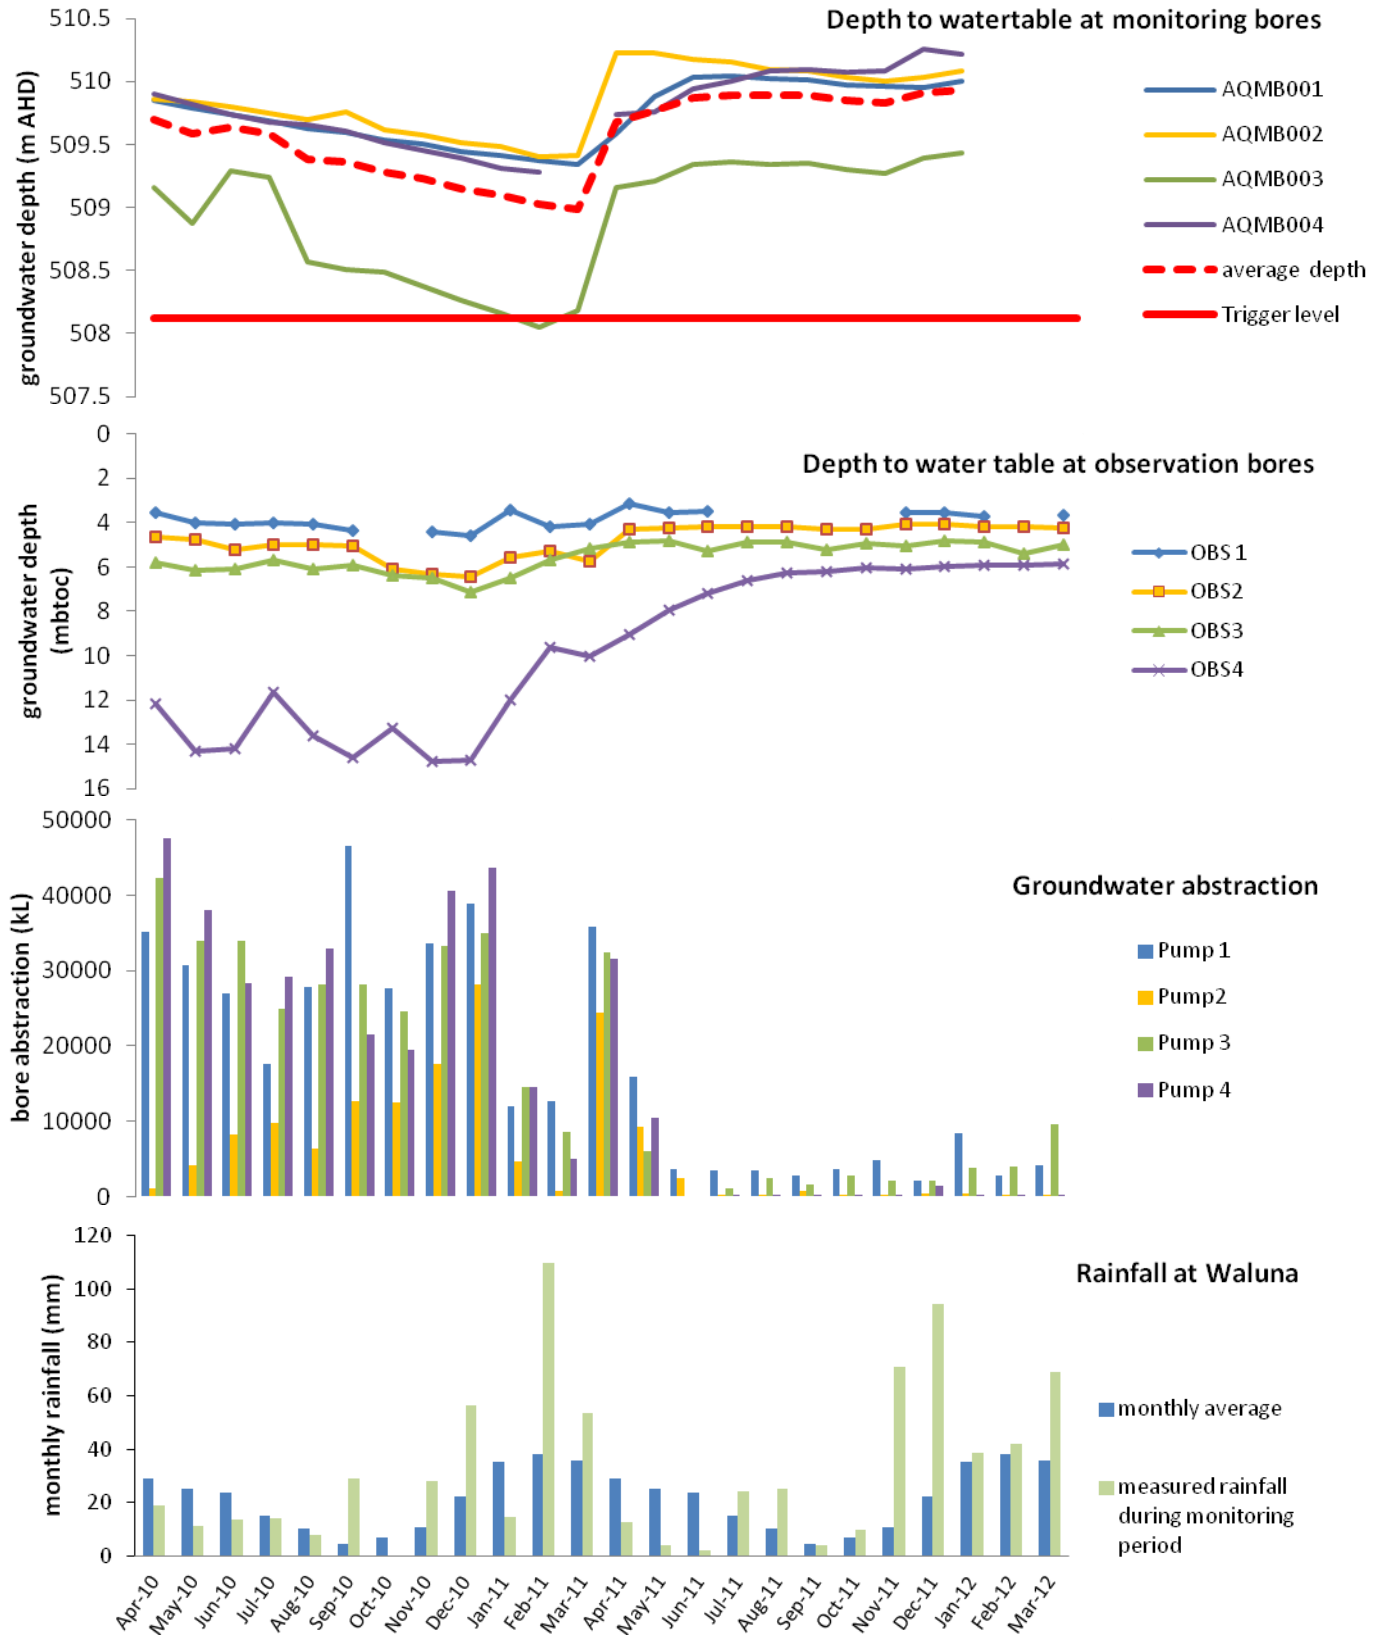 Depth to watertable at monitoring bores
groundwater depth (m AHD)
510.5
510
509.5
509
508.5
508
507.5
AQMB001
AQMB002
AQMB003
AQMB004
average depth
Trigger level
Depth to water table at observation bores
groundwater depth
(mbtoc)
0
2
4
6
8
10
12
14
16
OBS 1
OBS2
OBS3
OBS4
Groundwater abstraction
bore abstraction (kL)
50000
40000
30000
20000
10000
0
Pump 1
Pump2
Pump 3
Pump 4
Rainfall at Waluna
monthly rainfall (mm)
120
100
80
60
40
20
0
monthly average
measured rainfall
during monitoring
period
Apr-10
May-10
Jun-10
Jul-10
Aug-10
Sep-10
Oct-10
Nov-10
Dec-10
Jan-11
Feb-11
Mar-11
Apr-11
May-11
Jun-11
Jul-11
Aug-11
Sep-11
Oct-11
Nov-11
Dec-11
Jan-12
Feb-12
Mar-12